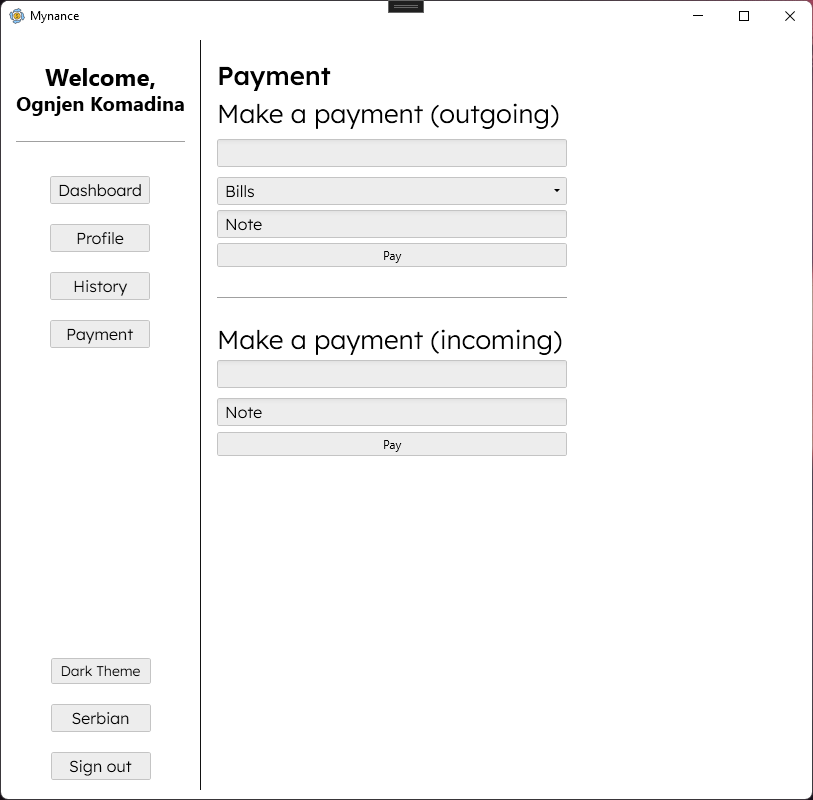 Mynance
Welcome,
Ognjen Komadina
Dashboard
Profile
History
Payment
Dark Theme
Serbian
Sign out
Payment
Make a payment (outgoing)
Bills
Note
Pay
Make a payment (incoming)
Note
Pay